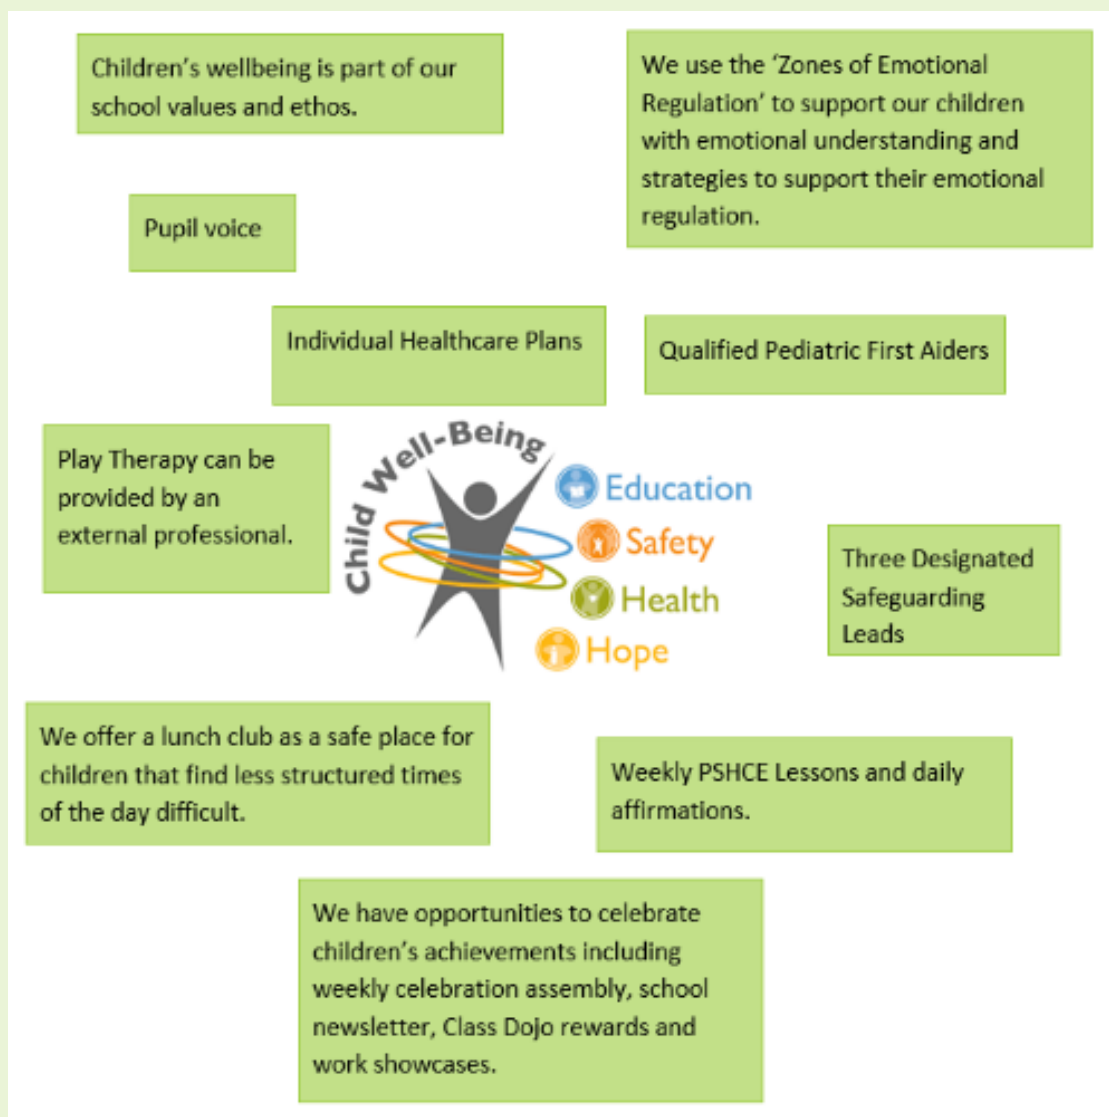 Children’s wellbeing is part of our
school values and ethos.
We use the ‘Zones of Emotional
Regulation’ to support our children
with emotional understanding and
strategies to support their emotional
regulation.
Pupil voice
Individual Healthcare Plans
Qualified Pediatric First Aiders
Play Therapy can be
provided by an
external professional.
Child Well-Being
Education
Safety
Health
Hope
Three Designated
Safeguarding
Leads
We offer a lunch club as a safe place for
children that find less structured times
of the day difficult.
Weekly PSHCE Lessons and daily
affirmations.
We have opportunities to celebrate
children’s achievements including
weekly celebration assembly, school
newsletter, Class Dojo rewards and
work showcases.